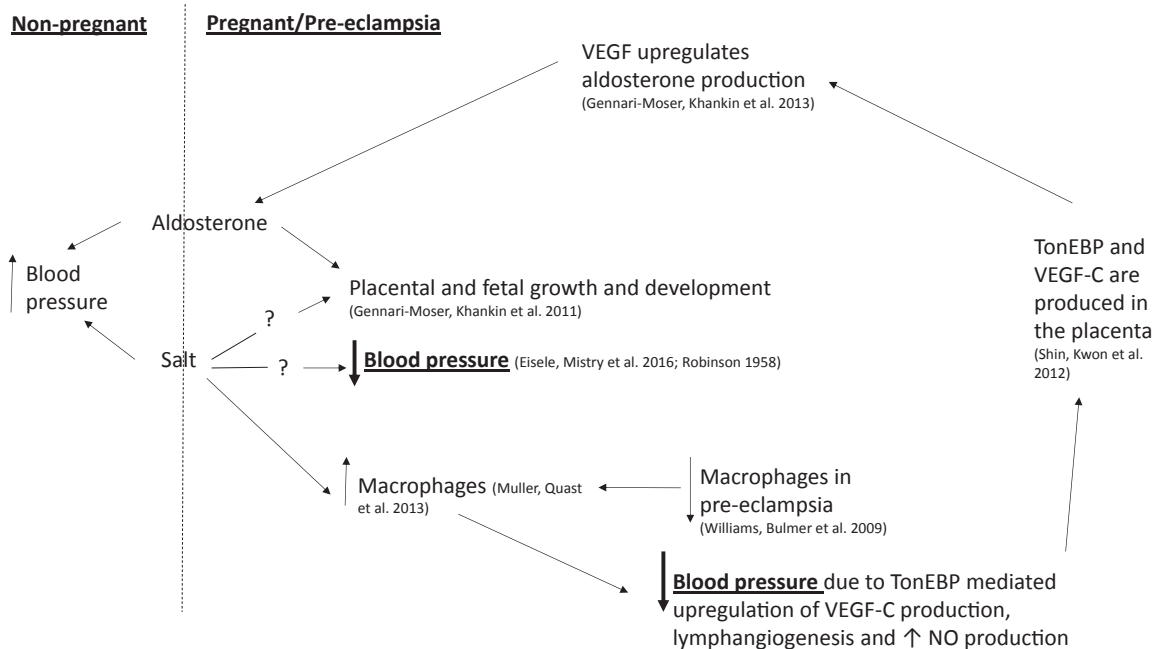 Non-pregnant
Pregnant/Pre-eclampsia
VEGF upregulates
aldosterone production
(Gennari-Moser, Khankin et al. 2013)
Aldosterone
Blood
pressure
Placental and fetal growth and development
(Gennari-Moser, Khankin et al. 2011)
?
Salt
?
Blood pressure (Eisele, Mistry et al. 2016; Robinson 1958)
TonEBP and
VEGF-C are
produced in
the placenta
(Shin, Kwon et al.
2012)
Macrophages (Muller, Quast
et al. 2013)
Macrophages in
pre-eclampsia
(Williams, Bulmer et al. 2009)
Blood pressure due to TonEBP mediated
upregulation of VEGF-C production,
lymphangiogenesis and ↑ NO production